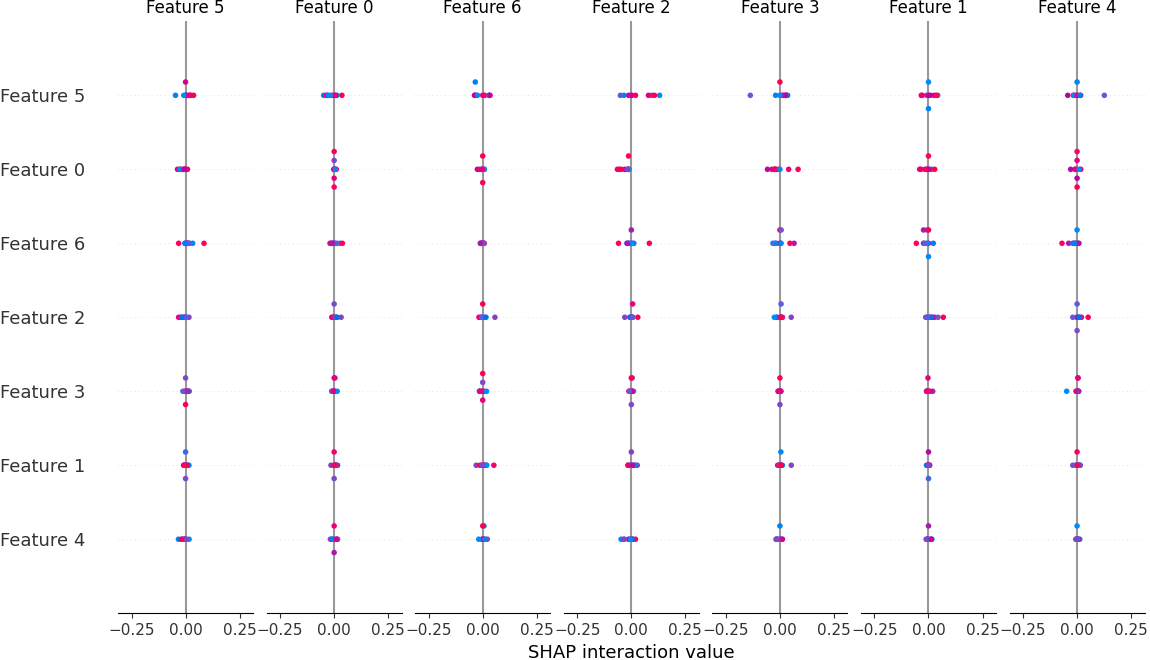 Feature 5 Feature 0 Feature 6 Feature 2 Feature 3 Feature 1 Feature 4
Feature 5
Feature 0
Feature 6
Feature 2
Feature 3
Feature 1
Feature 4
−0.25 0.00 0.25 −0.25 0.00 0.25 −0.25 0.00 0.25 −0.25 0.00 0.25 −0.25 0.00 0.25 −0.25 0.00 0.25 −0.25 0.00 0.25
SHAP interaction value